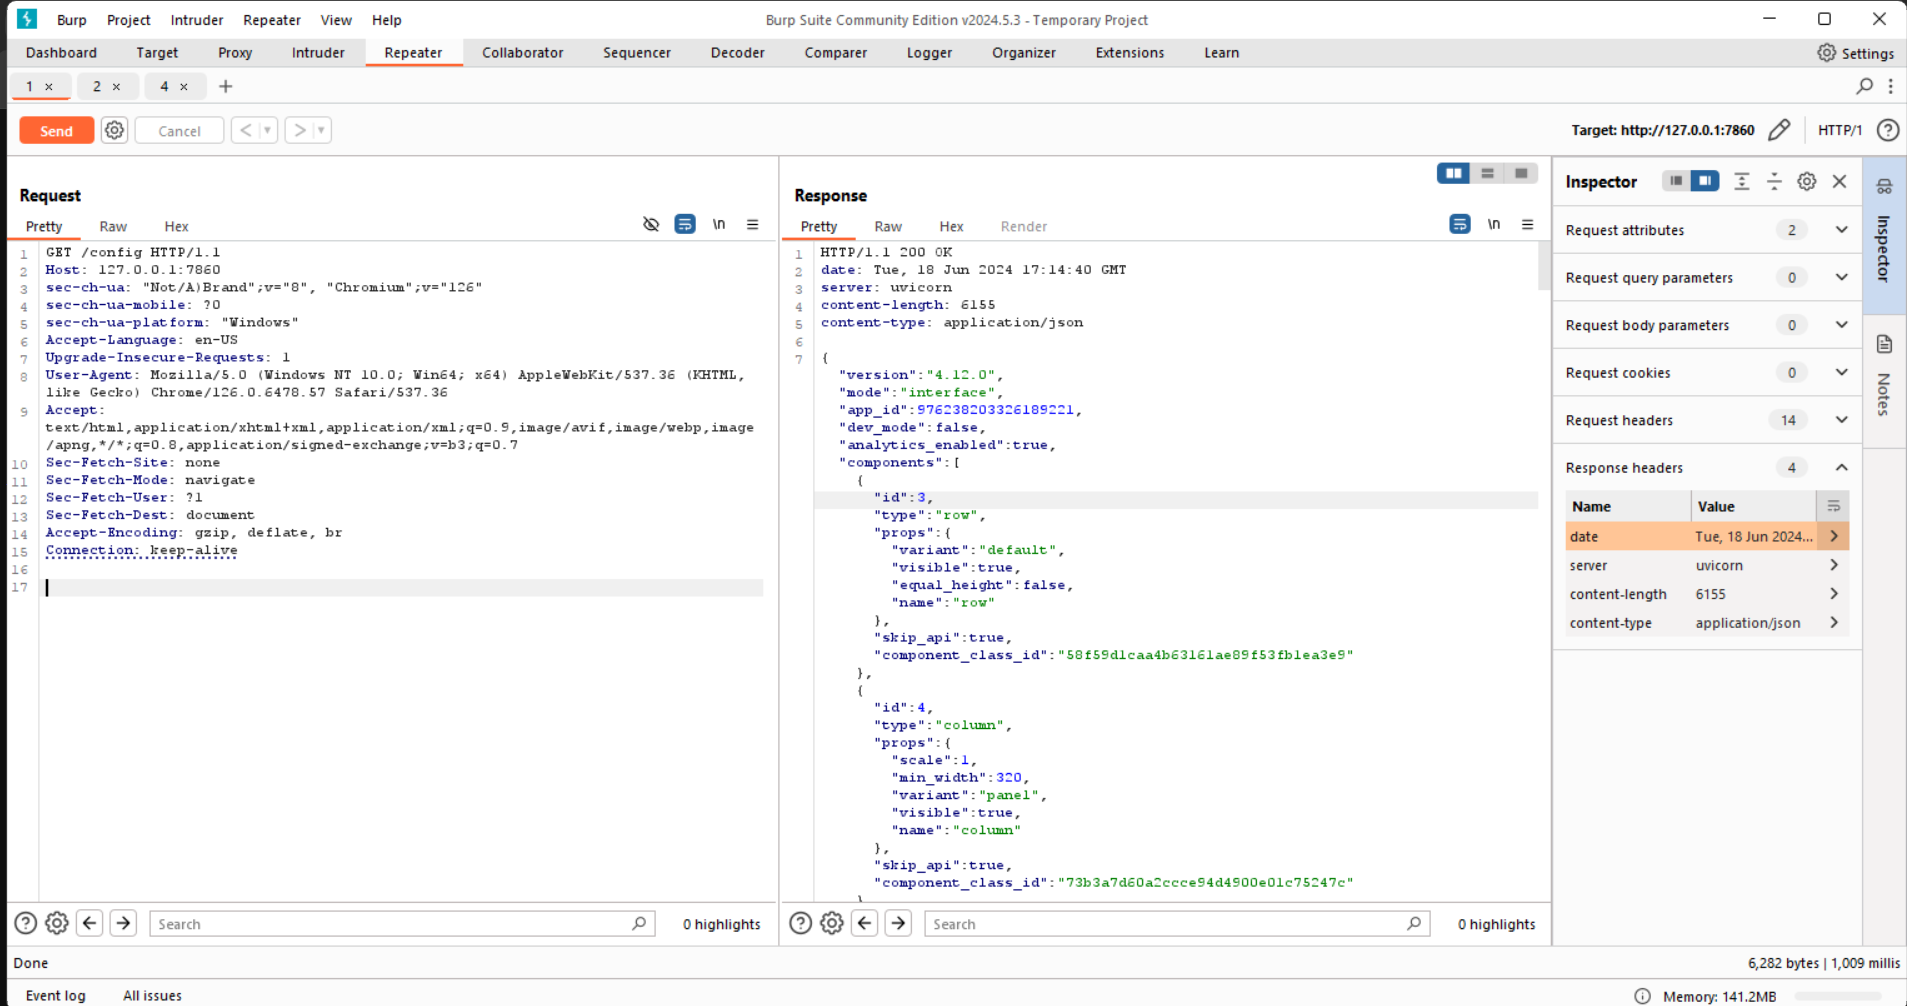 Burp Project Intruder Repeater View Help
Burp Suite Community Edition v2024.5.3 - Temporary Project
Dashboard Target Proxy Intruder Repeater Collaborator Sequencer Decoder Comparer Logger Organizer Extensions Learn
Settings
1 × 2 × 4 × +
Send Cancel < >
Target: http://127.0.0.1:7860 HTTP/1
Request
Pretty Raw Hex \n
1 GET /config HTTP/1.1
2 Host: 127.0.0.1:7860
3 sec-ch-ua: "Not/A)Brand";v="8", "Chromium";v="126"
4 sec-ch-ua-mobile: ?0
5 sec-ch-ua-platform: "Windows"
6 Accept-Language: en-US
7 Upgrade-Insecure-Requests: 1
8 User-Agent: Mozilla/5.0 (Windows NT 10.0; Win64; x64) AppleWebKit/537.36 (KHTML,
like Gecko) Chrome/126.0.6478.57 Safari/537.36
9 Accept:
text/html,application/xhtml+xml,application/xml;q=0.9,image/avif,image/webp,image
/apng,*/*;q=0.8,application/signed-exchange;v=b3;q=0.7
10 Sec-Fetch-Site: none
11 Sec-Fetch-Mode: navigate
12 Sec-Fetch-User: ?1
13 Sec-Fetch-Dest: document
14 Accept-Encoding: gzip, deflate, br
15 Connection: keep-alive
16
17
Search
0 highlights
Response
Pretty Raw Hex Render \n
1 HTTP/1.1 200 OK
2 date: Tue, 18 Jun 2024 17:14:40 GMT
3 server: uvicorn
4 content-length: 6155
5 content-type: application/json
6
7 {
"version":"4.12.0",
"mode":"interface",
"app_id":976238203326189221,
"dev_mode":false,
"analytics_enabled":true,
"components":[
{
"id":3,
"type":"row",
"props":{
"variant":"default",
"visible":true,
"equal_height":false,
"name":"row"
},
"skip_api":true,
"component_class_id":"58f59d1caa4b63161ae89f53fb1ea3e9"
},
{
"id":4,
"type":"column",
"props":{
"scale":1,
"min_width":320,
"variant":"panel",
"visible":true,
"name":"column"
},
"skip_api":true,
"component_class_id":"73b3a7d60a2ccce94d4900e01c75247c"
}
Search
0 highlights
Inspector
Request attributes 2
Request query parameters 0
Request body parameters 0
Request cookies 0
Request headers 14
Response headers 4
Name Value
date Tue, 18 Jun 2024...
server uvicorn
content-length 6155
content-type application/json
Inspector
Notes
Done
6,282 bytes | 1,009 millis
Event log All issues
Memory: 141.2MB